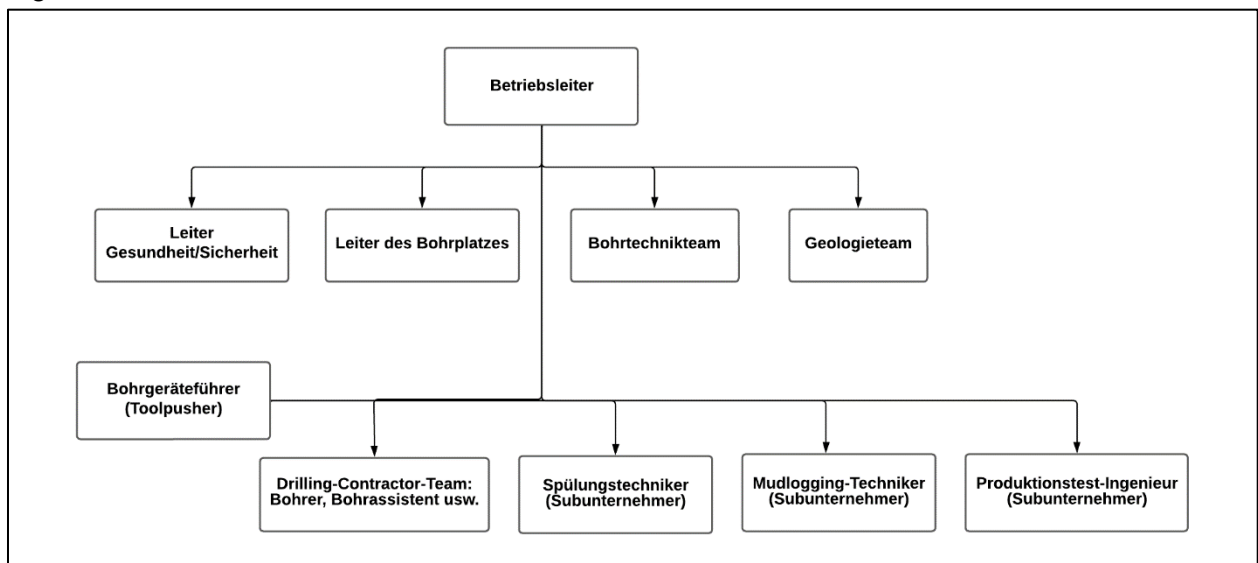 Betriebsleiter
Leiter
Gesundheit/Sicherheit
Leiter des Bohrplatzes
Bohrtechnikteam
Geologieteam
Bohrgeräteführer
(Toolpusher)
Drilling-Contractor-Team:
Bohrer, Bohrassistent usw.
Spülungstechniker
(Subunternehmer)
Mudlogging-Techniker
(Subunternehmer)
Produktionstest-Ingenieur
(Subunternehmer)